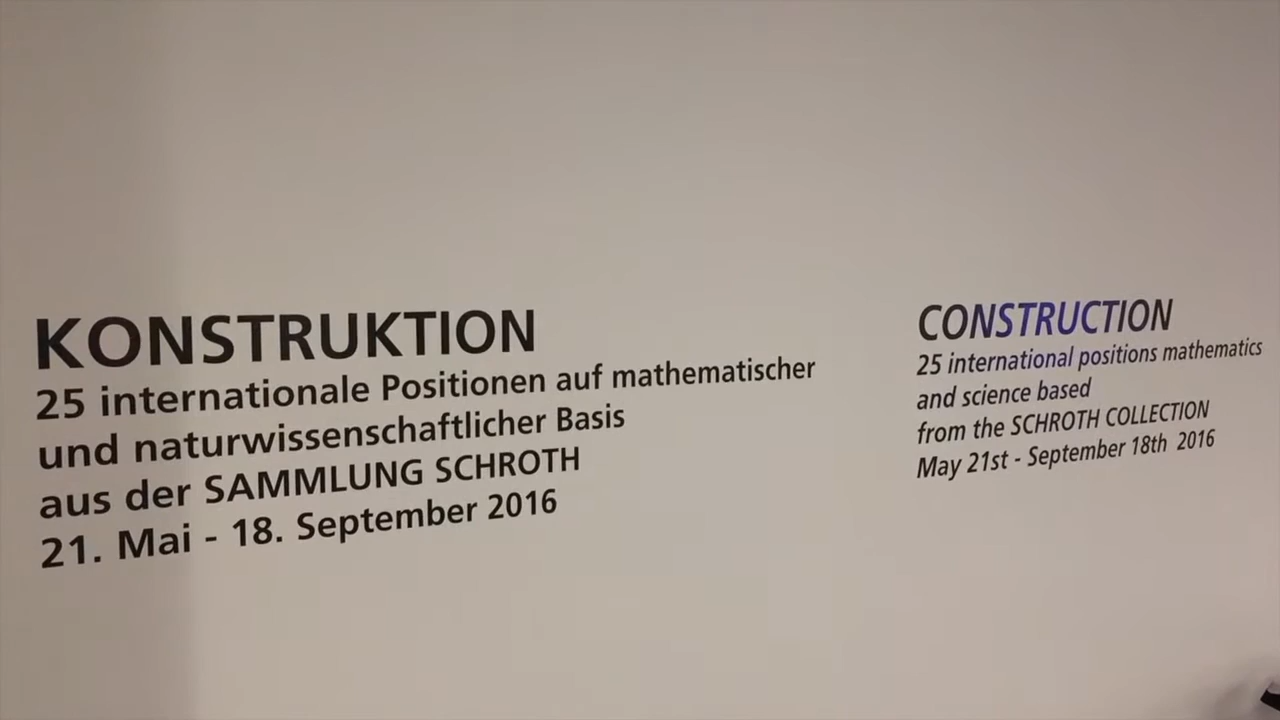 KONSTRUKTION
25 internationale Positionen auf mathematischer
und naturwissenschaftlicher Basis
aus der SAMMLUNG SCHROTH
21. Mai - 18. September 2016
CONSTRUCTION
25 international positions mathematics
and science based
from the SCHROTH COLLECTION
May 21st - September 18th 2016